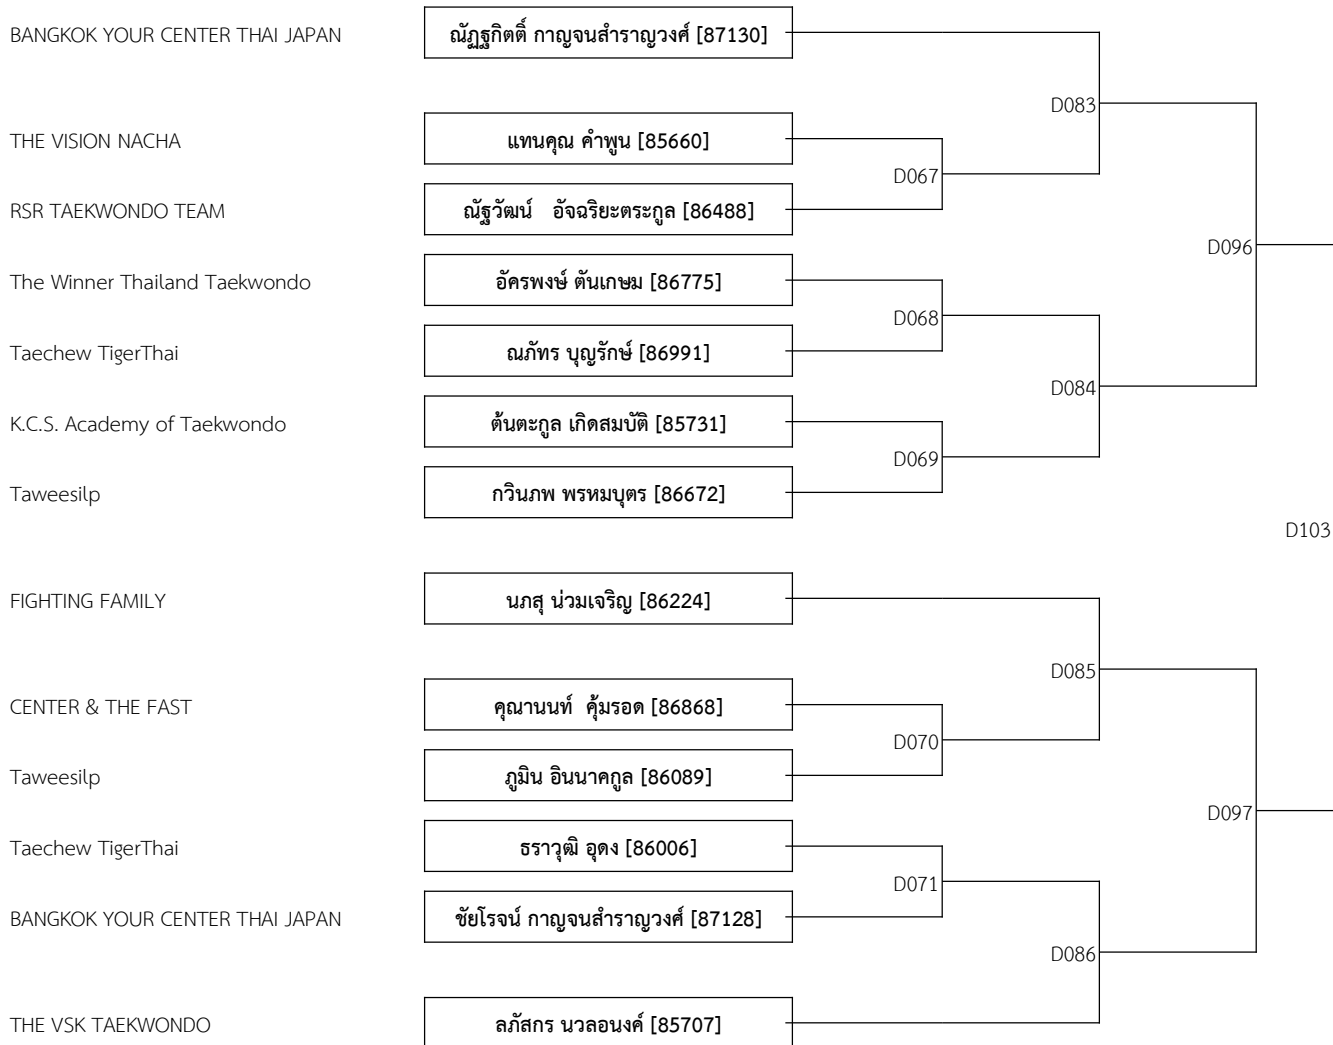 BANGKOK YOUR CENTER THAI JAPAN ณัฏฐกิตติ์ กาญจนสำราญวงศ์ [87130]
D083
THE VISION NACHA แทนคุณ คำพูน [85660]
D067
RSR TAEKWONDO TEAM ณัฐวัฒน์ อัจฉริยะตระกูล [86488]
D096
The Winner Thailand Taekwondo อัครพงษ์ ตันเกษม [86775]
D068
Taechew TigerThai ณภัทร บุญรักษ์ [86991]
D084
K.C.S. Academy of Taekwondo ต้นตะกูล เกิดสมบัติ [85731]
D069
Taweesilp กวินภพ พรหมบุตร [86672]
D103
FIGHTING FAMILY นภสุ น่วมเจริญ [86224]
D085
CENTER & THE FAST คุณานนท์ คุ้มรอด [86868]
D070
Taweesilp ภูมิน อินนาคกูล [86089]
D097
Taechew TigerThai ธราวุฒิ อุดง [86006]
D071
BANGKOK YOUR CENTER THAI JAPAN ชัยโรจน์ กาญจนสำราญวงศ์ [87128]
D086
THE VSK TAEKWONDO ลภัสกร นวลอนงค์ [85707]